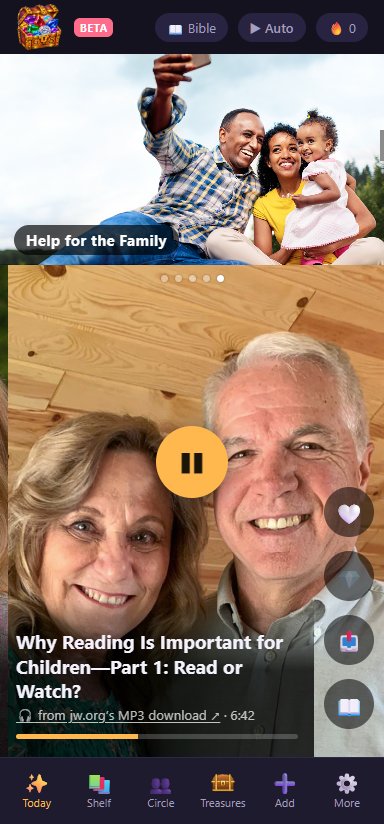 BETA
Bible
Auto
0
Help for the Family
Why Reading Is Important for
Children—Part 1: Read or
Watch?
from jw.org's MP3 download ↗ · 6:42
Today
Shelf
Circle
Treasures
Add
More